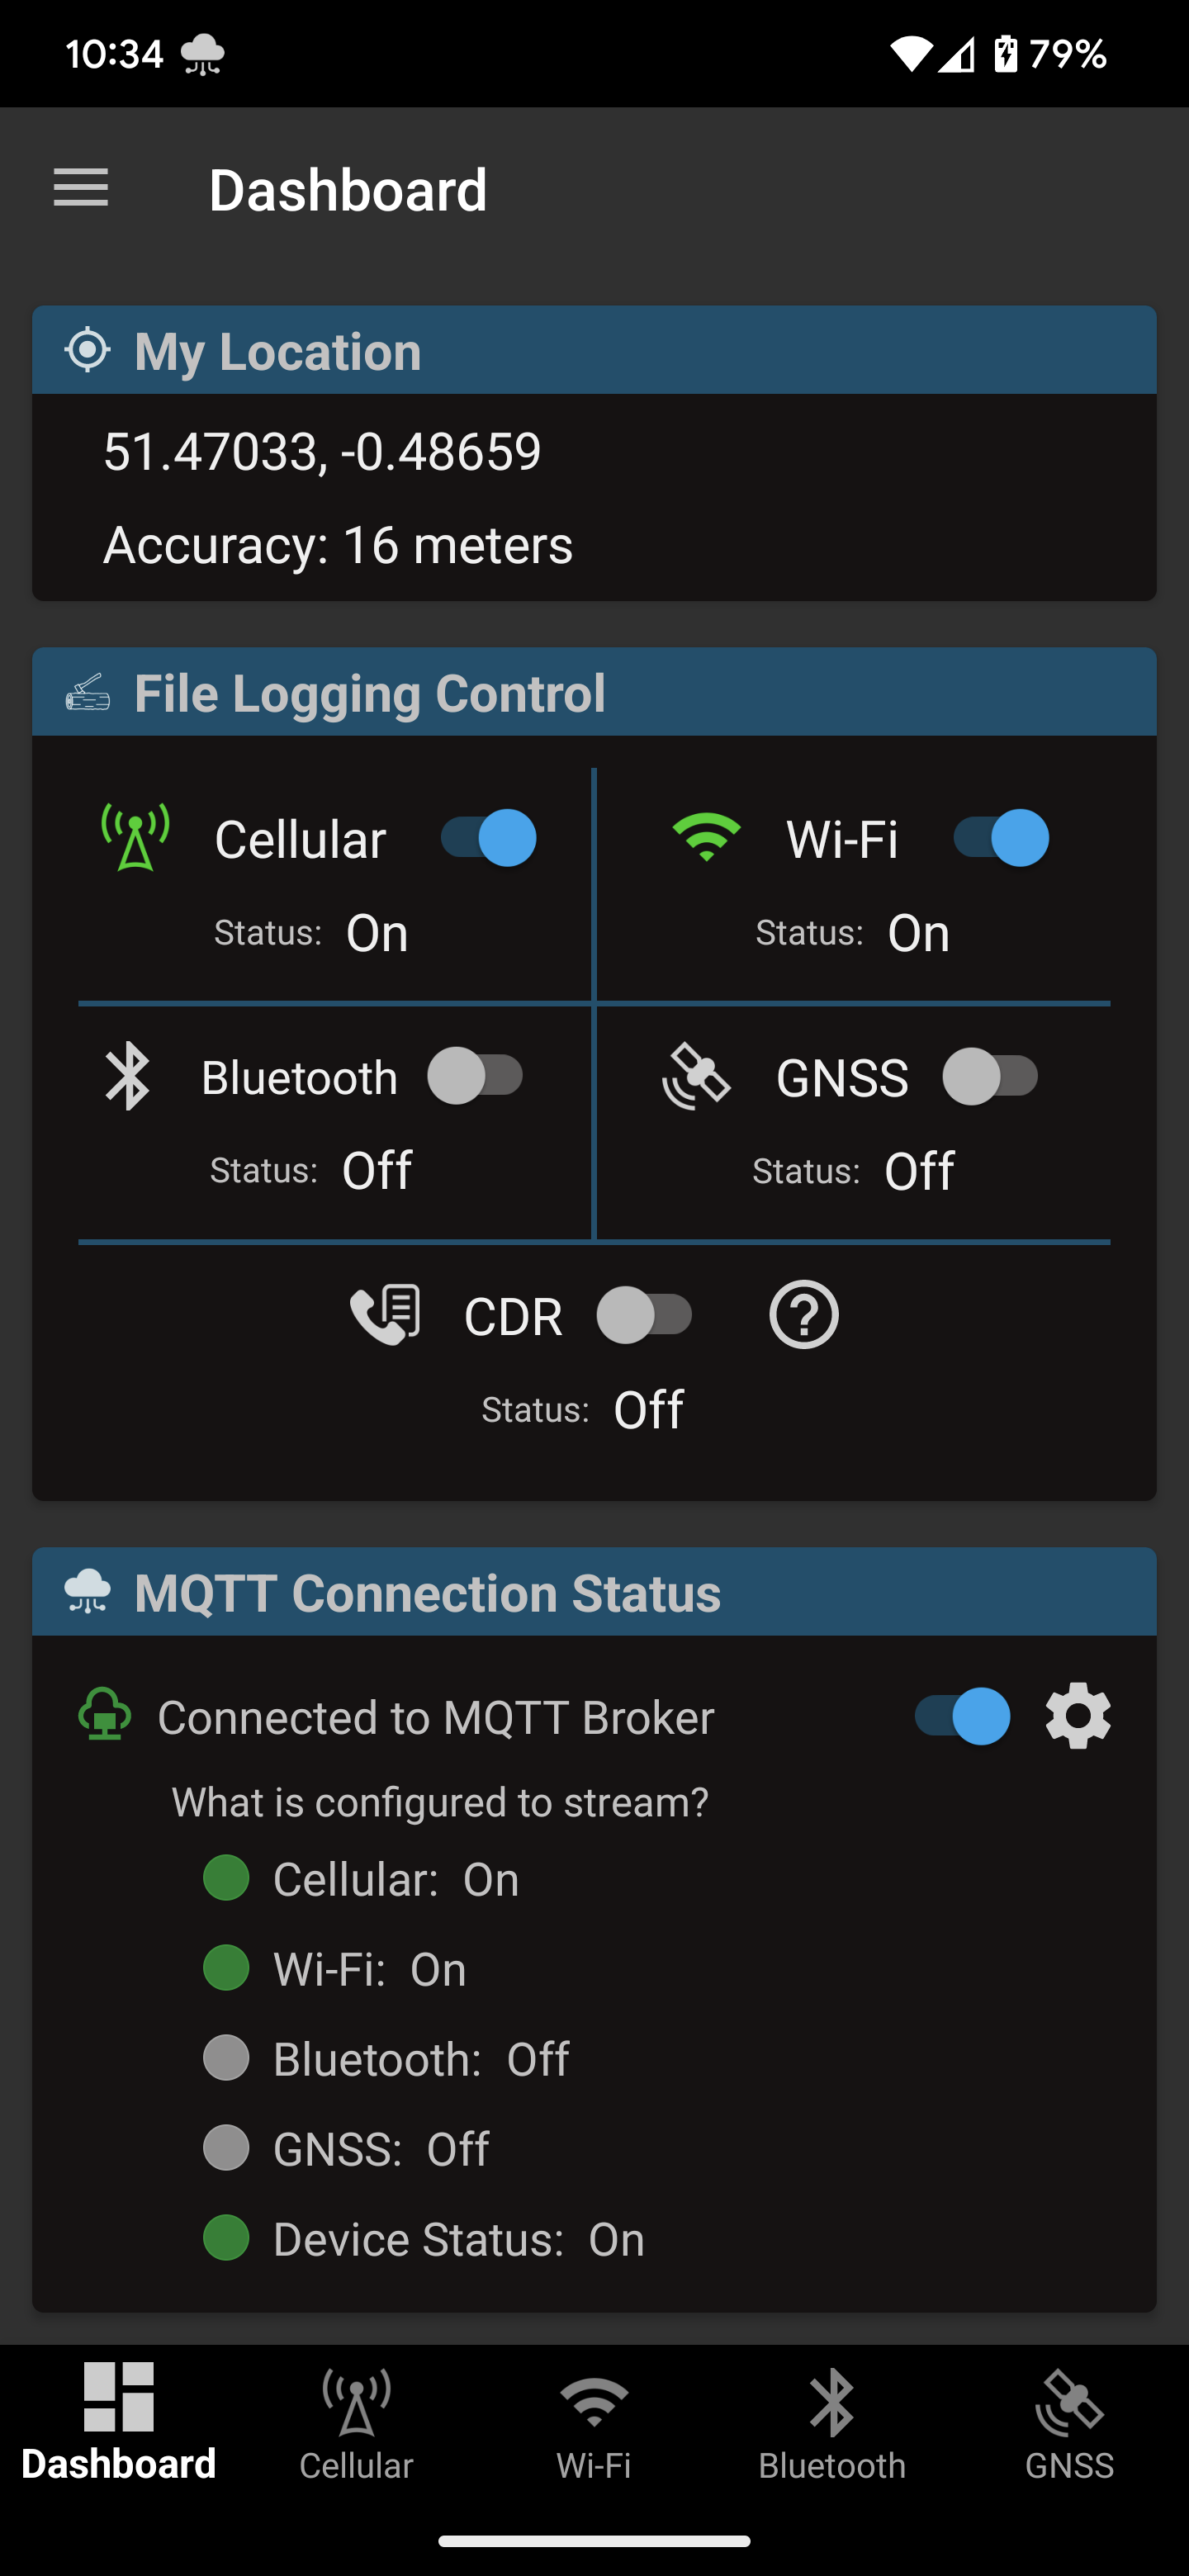 10:34 79%
Dashboard
My Location
51.47033, -0.48659
Accuracy: 16 meters
File Logging Control
Cellular Wi-Fi
Status: On Status: On
Bluetooth GNSS
Status: Off Status: Off
CDR ?
Status: Off
MQTT Connection Status
Connected to MQTT Broker
What is configured to stream?
Cellular: On
Wi-Fi: On
Bluetooth: Off
GNSS: Off
Device Status: On
Dashboard Cellular Wi-Fi Bluetooth GNSS